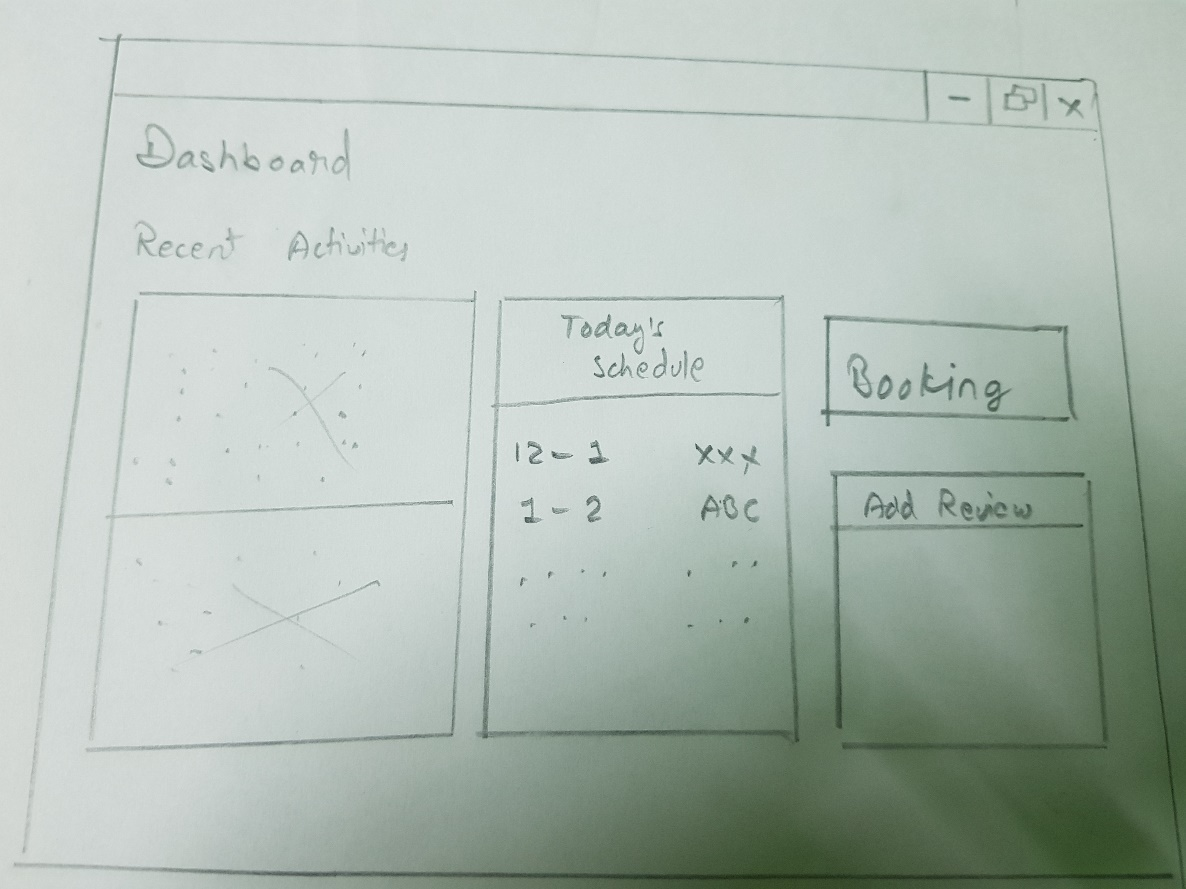 Dashboard
Recent Activities
Today's
Schedule
12-1 xxx
1-2 ABC
Booking
Add Review